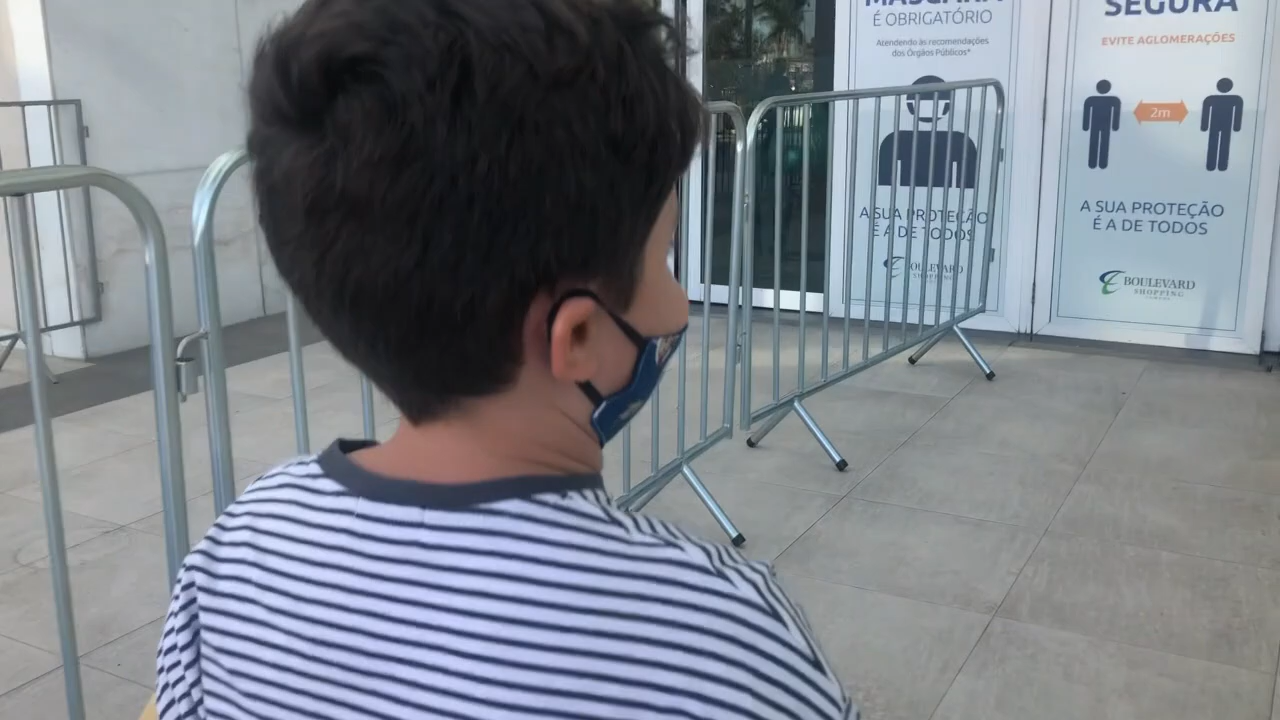 MÁSCARA
É OBRIGATÓRIO
Atendendo às recomendações
dos Órgãos Públicos*
A SUA PROTEÇÃO
É A DE TODOS
BOULEVARD
SHOPPING
SEGURA
EVITE AGLOMERAÇÕES
2m
A SUA PROTEÇÃO
É A DE TODOS
BOULEVARD
SHOPPING